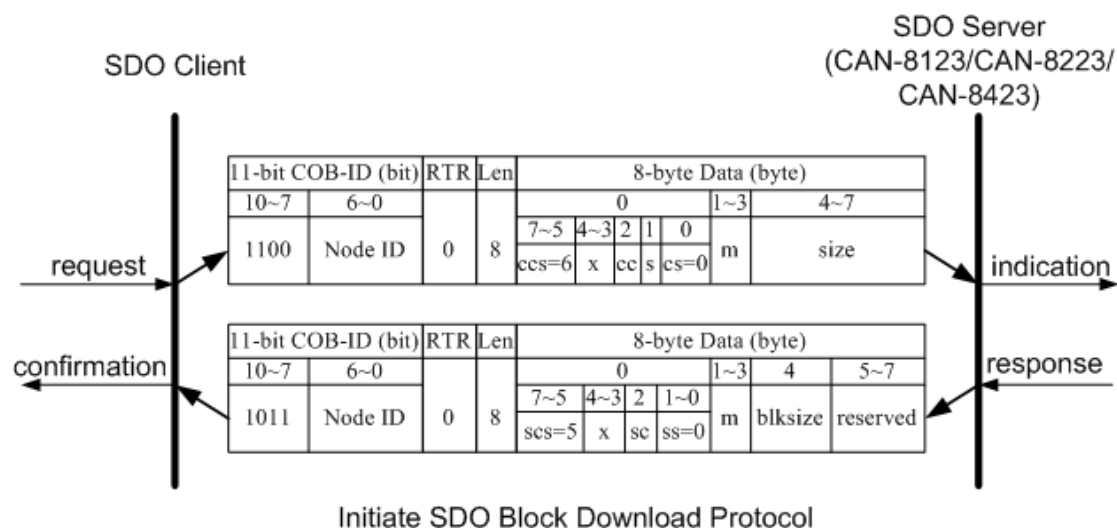 SDO Client
SDO Server
(CAN-8123/CAN-8223/
CAN-8423)
11-bit COB-ID (bit) RTR Len 8-byte Data (byte)
10~7 6~0 0 1~3 4~7
7~5 4~3 2 1 0
1100 Node ID 0 8 ccs=6 x cc s cs=0 m size
request
indication
11-bit COB-ID (bit) RTR Len 8-byte Data (byte)
10~7 6~0 0 1~3 4 5~7
7~5 4~3 2 1~0
1011 Node ID 0 8 scs=5 x sc ss=0 m blksize reserved
confirmation
response
Initiate SDO Block Download Protocol